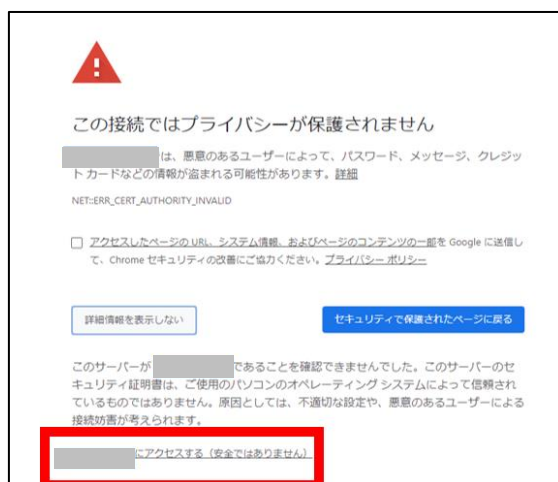 この接続ではプライバシーが保護されません
は、悪意のあるユーザーによって、パスワード、メッセージ、クレジッ
ト カードなどの情報が盗まれる可能性があります。詳細
NET::ERR_CERT_AUTHORITY_INVALID
アクセスしたページの URL、システム情報、およびページのコンテンツの一部を Google に送信し
て、Chrome セキュリティの改善にご協力ください。プライバシー ポリシー
詳細情報を表示しない
セキュリティで保護されたページに戻る
このサーバーが であることを確認できませんでした。このサーバーのセ
キュリティ証明書は、ご使用のパソコンのオペレーティング システムによって信頼され
ているものではありません。原因としては、不適切な設定や、悪意のあるユーザーによる
接続妨害が考えられます。
にアクセスする（安全ではありません）